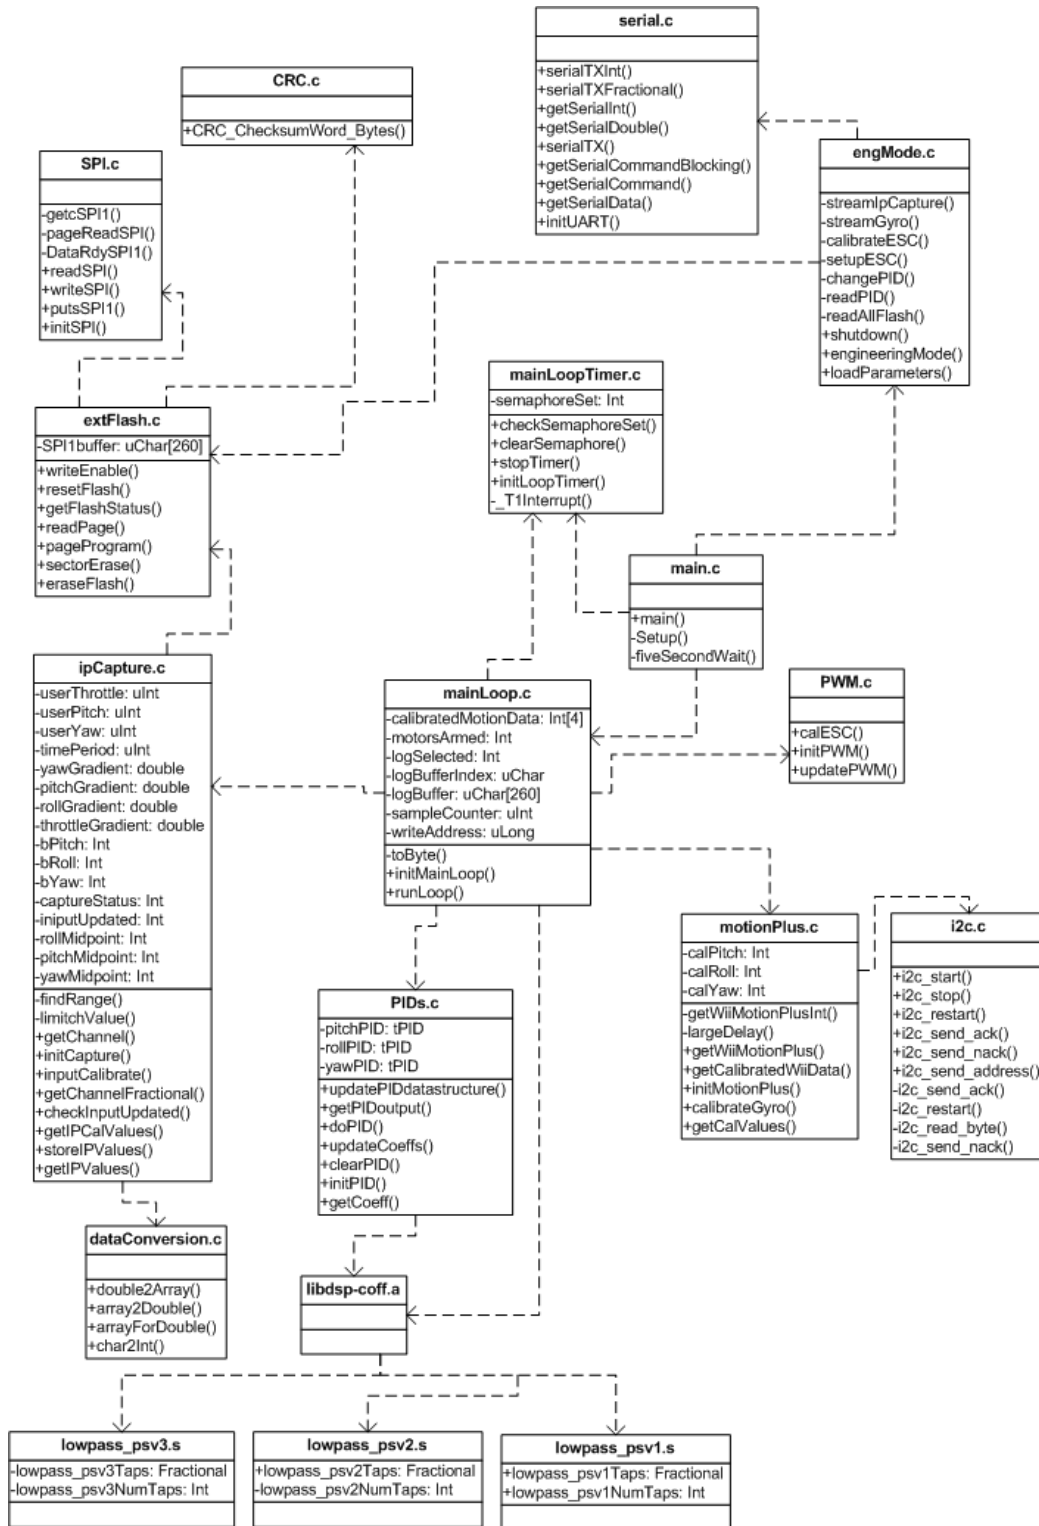 serial.c
+serialTXInt()
+serialTXFractional()
+getSerialInt()
+getSerialDouble()
+serialTX()
+getSerialCommandBlocking()
+getSerialCommand()
+getSerialData()
+initUART()
CRC.c
+CRC_ChecksumWord_Bytes()
SPI.c
-getcSPI1()
-pageReadSPI()
-DataRdySPI1()
+readSPI()
+writeSPI()
+putsSPI1()
+initSPI()
engMode.c
-streamIpCapture()
-streamGyro()
-calibrateESC()
-setupESC()
-changePID()
-readPID()
-readAllFlash()
+shutdown()
+engineeringMode()
+loadParameters()
mainLoopTimer.c
-semaphoreSet: Int
+checkSemaphoreSet()
+clearSemaphore()
+stopTimer()
+initLoopTimer()
-_T1Interrupt()
extFlash.c
-SPI1buffer: uChar[260]
+writeEnable()
+resetFlash()
+getFlashStatus()
+readPage()
+pageProgram()
+sectorErase()
+eraseFlash()
main.c
+main()
-Setup()
-fiveSecondWait()
ipCapture.c
-userThrottle: uInt
-userPitch: uInt
-userYaw: uInt
-timePeriod: uInt
-yawGradient: double
-pitchGradient: double
-rollGradient: double
-throttleGradient: double
-bPitch: Int
-bRoll: Int
-bYaw: Int
-captureStatus: Int
-iniputUpdated: Int
-rollMidpoint: Int
-pitchMidpoint: Int
-yawMidpoint: Int
-findRange()
-limitchValue()
+getChannel()
+initCapture()
+inputCalibrate()
+getChannelFractional()
+checkInputUpdated()
+getIPCalValues()
+storeIPValues()
+getIPValues()
mainLoop.c
-calibratedMotionData: Int[4]
-motorsArmed: Int
-logSelected: Int
-logBufferIndex: uChar
-logBuffer: uChar[260]
-sampleCounter: uInt
-writeAddress: uLong
-toByte()
+initMainLoop()
+runLoop()
PWM.c
+calESC()
+initPWM()
+updatePWM()
motionPlus.c
-calPitch: Int
-calRoll: Int
-calYaw: Int
-getWiiMotionPlusInt()
-largeDelay()
+getWiiMotionPlus()
+getCalibratedWiiData()
+initMotionPlus()
+calibrateGyro()
+getCalValues()
i2c.c
+i2c_start()
+i2c_stop()
+i2c_restart()
+i2c_send_ack()
+i2c_send_nack()
+i2c_send_address()
-i2c_send_ack()
-i2c_restart()
-i2c_read_byte()
-i2c_send_nack()
PIDs.c
-pitchPID: tPID
-rollPID: tPID
-yawPID: tPID
+updatePIDdatastructure()
+getPIDoutput()
+doPID()
+updateCoeffs()
+clearPID()
+initPID()
+getCoeff()
dataConversion.c
+double2Array()
+array2Double()
+arrayForDouble()
+char2Int()
libdsp-coff.a
lowpass_psv3.s
-lowpass_psv3Taps: Fractional
-lowpass_psv3NumTaps: Int
lowpass_psv2.s
+lowpass_psv2Taps: Fractional
-lowpass_psv2NumTaps: Int
lowpass_psv1.s
+lowpass_psv1Taps: Fractional
+lowpass_psv1NumTaps: Int